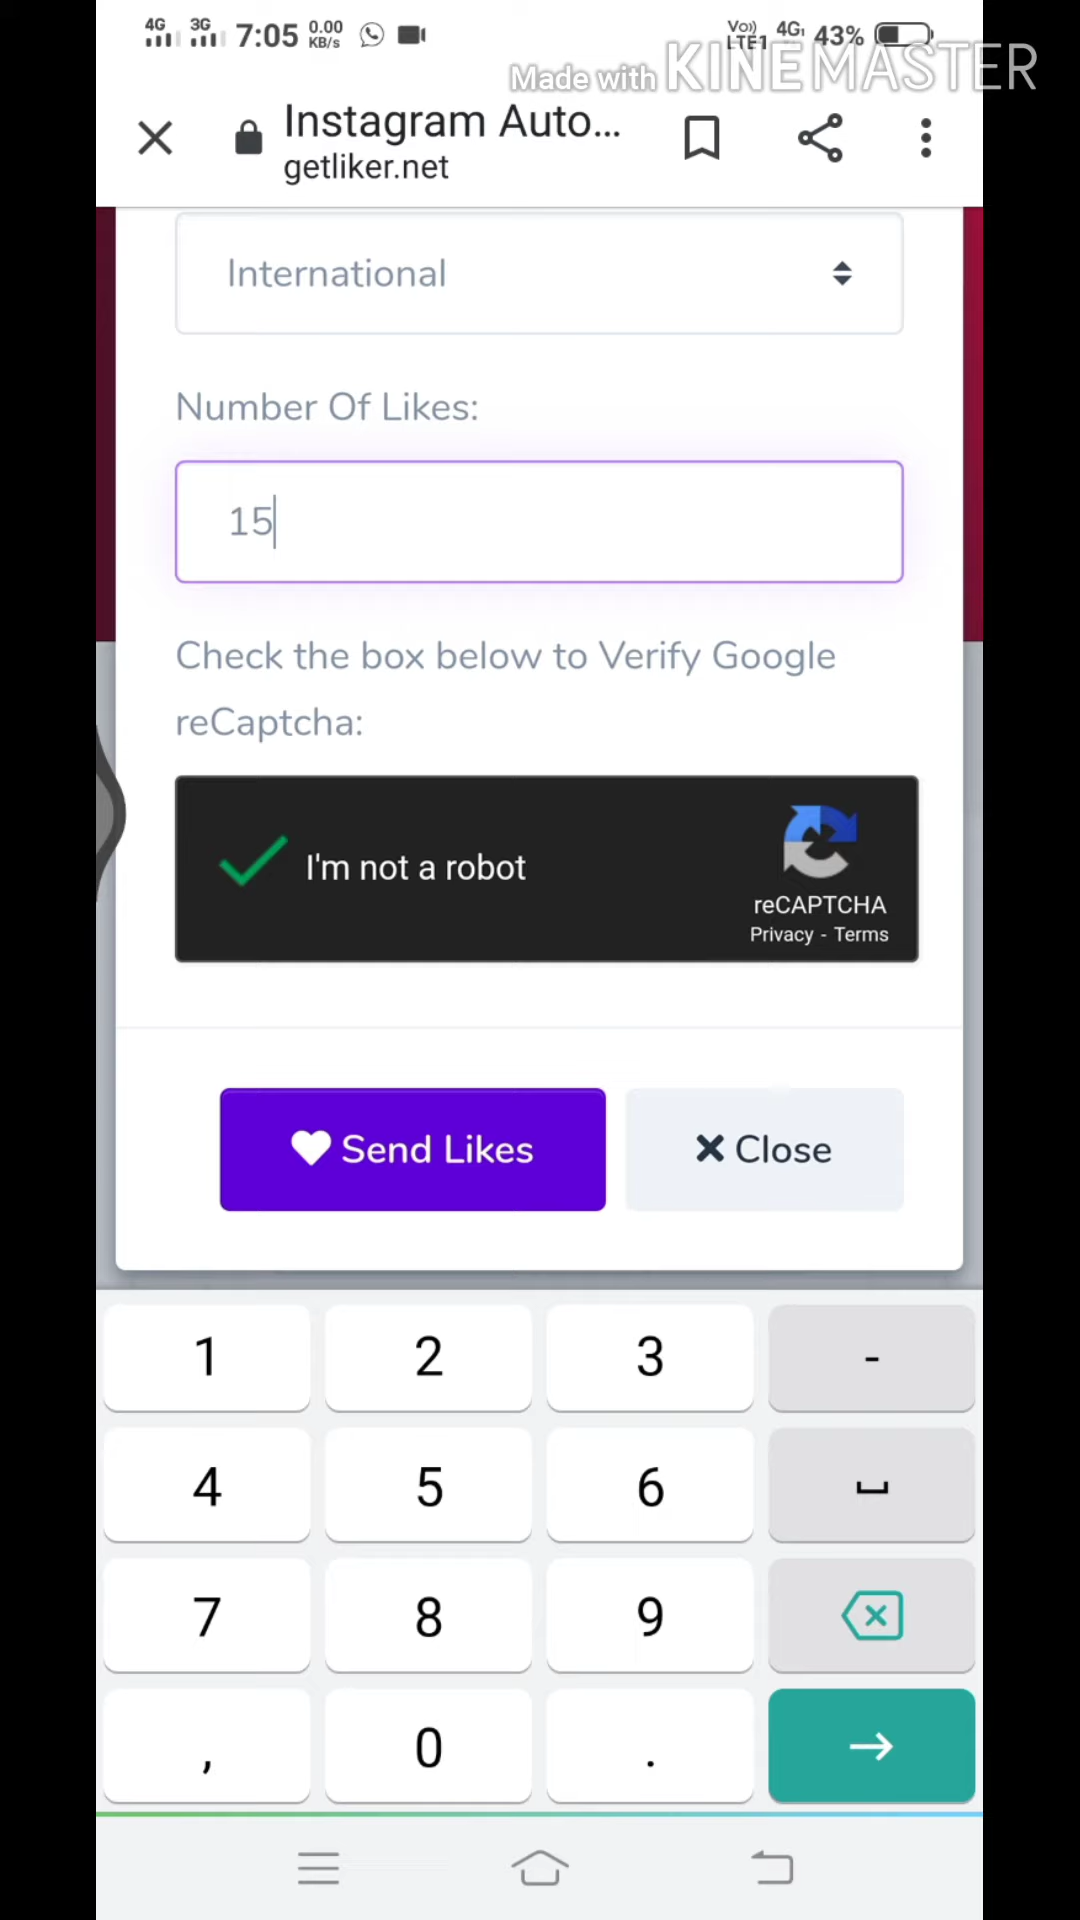 4G 3G 7:05 0.00 KB/s Vo)) LTE1 4G 43%
Made with KINEMASTER
Instagram Auto...
getliker.net
International
Number Of Likes:
15
Check the box below to Verify Google
reCaptcha:
I'm not a robot
reCAPTCHA
Privacy - Terms
Send Likes
Close
1 2 3 -
4 5 6
7 8 9
, 0 .